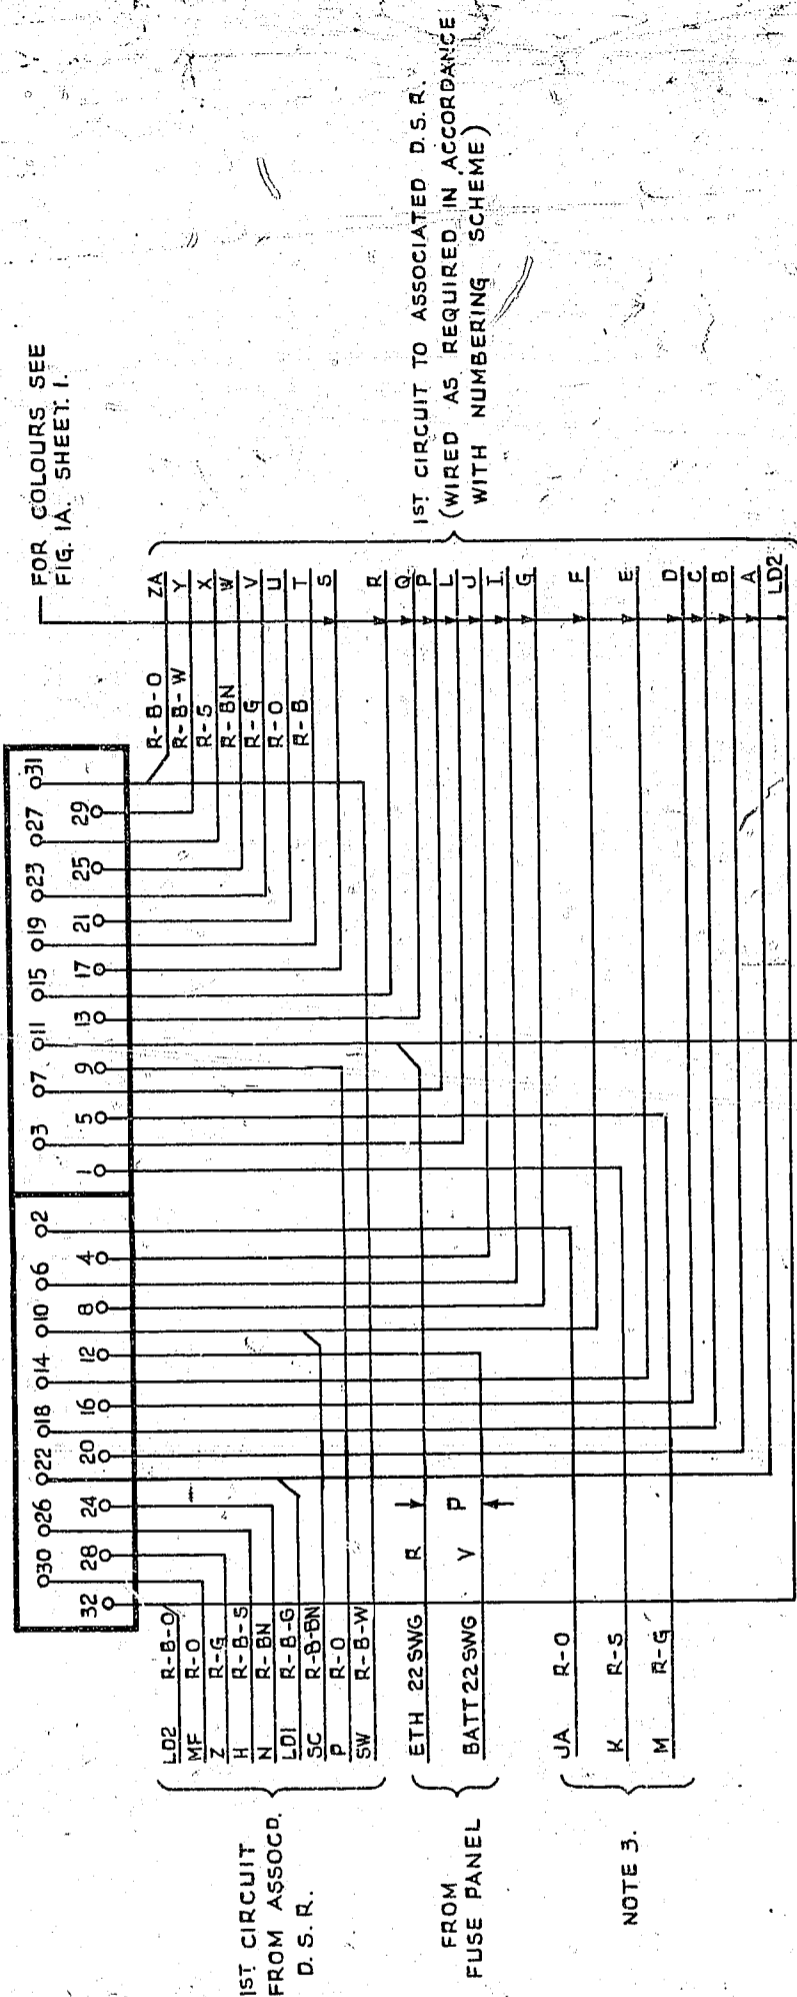 FOR COLOURS SEE
FIG. 1A. SHEET. 1.
1ST CIRCUIT TO ASSOCIATED D.S.R.
(WIRED AS REQUIRED IN ACCORDANCE
WITH NUMBERING SCHEME)
30 26 22 18 14 10 6 2 3 7 11 15 19 23 27 31
32 28 24 20 16 12 8 4 1 5 9 13 17 21 25 29
1ST CIRCUIT
FROM ASSOCD.
D.S.R.
LD2 R-B-O
MF R-O
Z R-G
H R-B-S
N R-BN
LD1 R-B-G
SC R-B-BN
P R-O
SW R-B-W
FROM
FUSE PANEL
ETH 22SWG R
BATT 22SWG V P
NOTE 3.
JA R-O
K R-S
M R-G
R-B-O ZA
R-B-W Y
R-S X
R-BN W
R-G V
R-O U
R-B T
S
R
Q
P
L
J
I
G
F
E
D
C
B
A
LD2